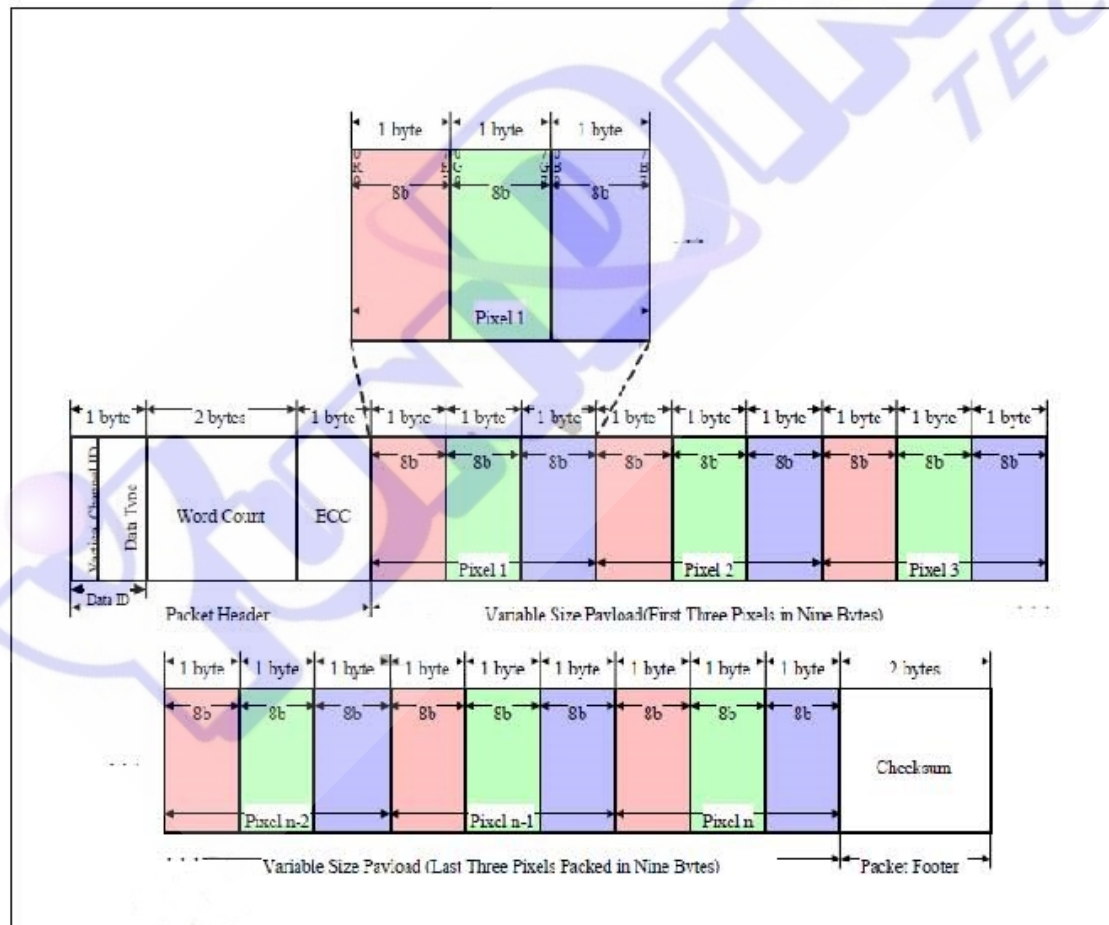 TEC
1 byte 1 byte 1 byte
8b 8b 8b
Pixel 1
1 byte 2 bytes 1 byte 1 byte 1 byte 1 byte 1 byte 1 byte 1 byte 1 byte 1 byte 1 byte
8b 8b 8b 8b 8b 8b 8b 8b 8b
Data Type
Word Count ECC
Pixel 1 Pixel 2 Pixel 3
Data ID
Packet Header Variable Size Payload(First Three Pixels in Nine Bytes)
1 byte 1 byte 1 byte 1 byte 1 byte 1 byte 1 byte 1 byte 1 byte 2 bytes
8b 8b 8b 8b 8b 8b 8b 8b 8b
Checksum
Pixel n-2 Pixel n-1 Pixel n
Variable Size Payload (Last Three Pixels Packed in Nine Bytes) Packet Footer